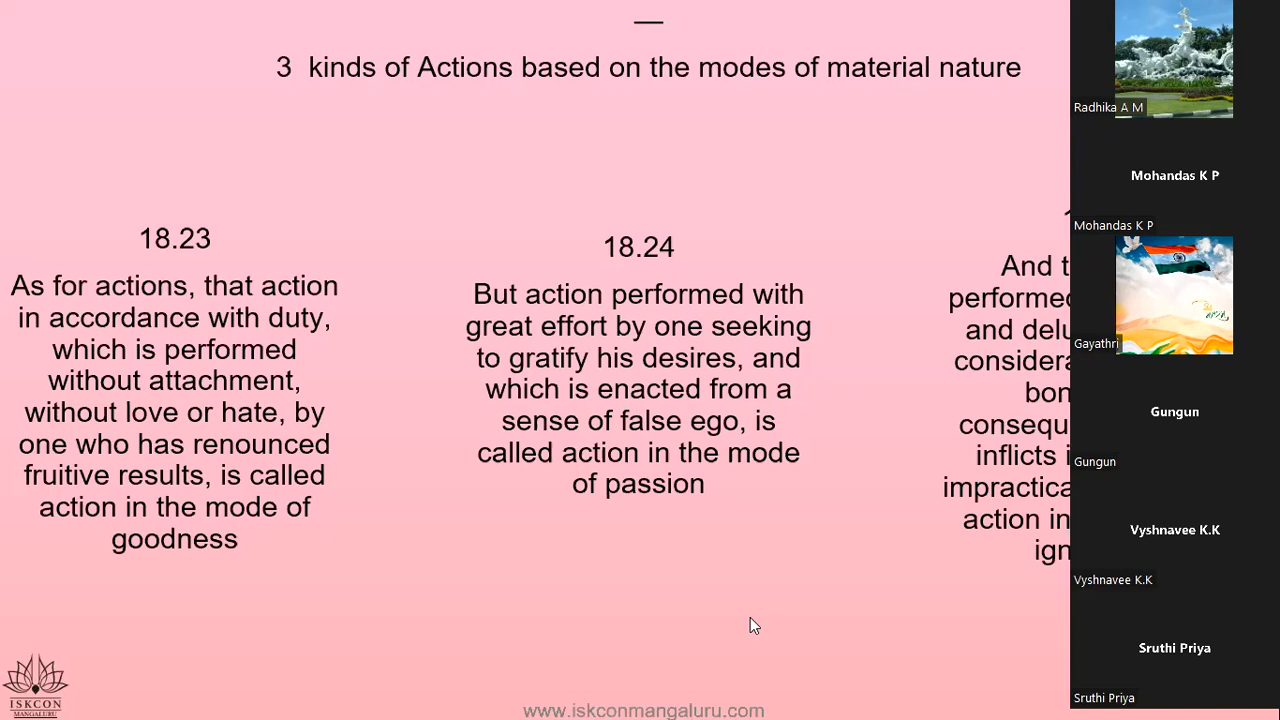 3 kinds of Actions based on the modes of material nature
18.23
As for actions, that action
in accordance with duty,
which is performed
without attachment,
without love or hate, by
one who has renounced
fruitive results, is called
action in the mode of
goodness
18.24
But action performed with
great effort by one seeking
to gratify his desires, and
which is enacted from a
sense of false ego, is
called action in the mode
of passion
And
performed
and
action in
ISKCON
MANGALURU
www.iskconmangaluru.com
Radhika A M
Mohandas K P
Mohandas K P
Gayathri
Gungun
Gungun
Vyshnavee K.K
Vyshnavee K.K
Sruthi Priya
Sruthi Priya